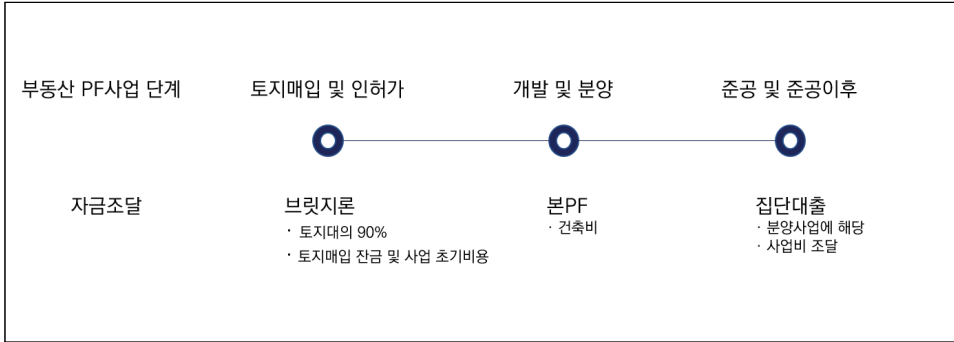 부동산 PF사업 단계 토지매입 및 인허가 개발 및 분양 준공 및 준공이후
자금조달 브릿지론 본PF 집단대출
· 토지대의 90% · 건축비 · 분양사업에 해당
· 토지매입 잔금 및 사업 초기비용 · 사업비 조달